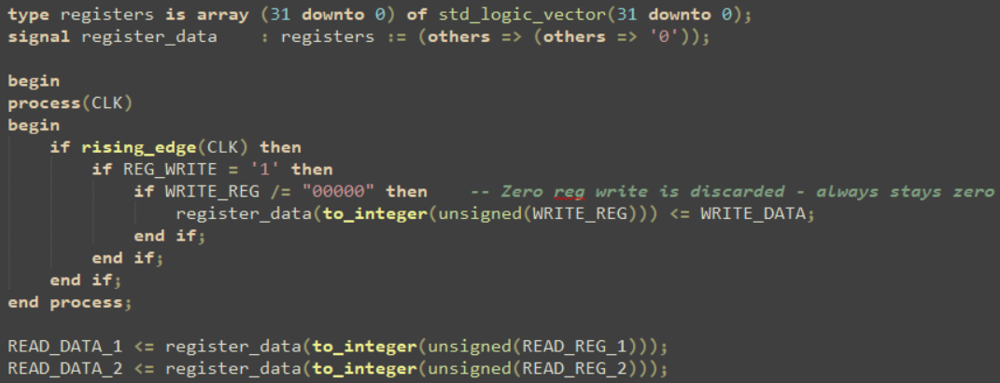 type registers is array (31 downto 0) of std_logic_vector(31 downto 0);
signal register_data    : registers := (others => (others => '0'));

begin
process(CLK)
begin
    if rising_edge(CLK) then
        if REG_WRITE = '1' then
            if WRITE_REG /= "00000" then    -- Zero reg write is discarded - always stays zero
                register_data(to_integer(unsigned(WRITE_REG))) <= WRITE_DATA;
            end if;
        end if;
    end if;
end process;

READ_DATA_1 <= register_data(to_integer(unsigned(READ_REG_1)));
READ_DATA_2 <= register_data(to_integer(unsigned(READ_REG_2)));